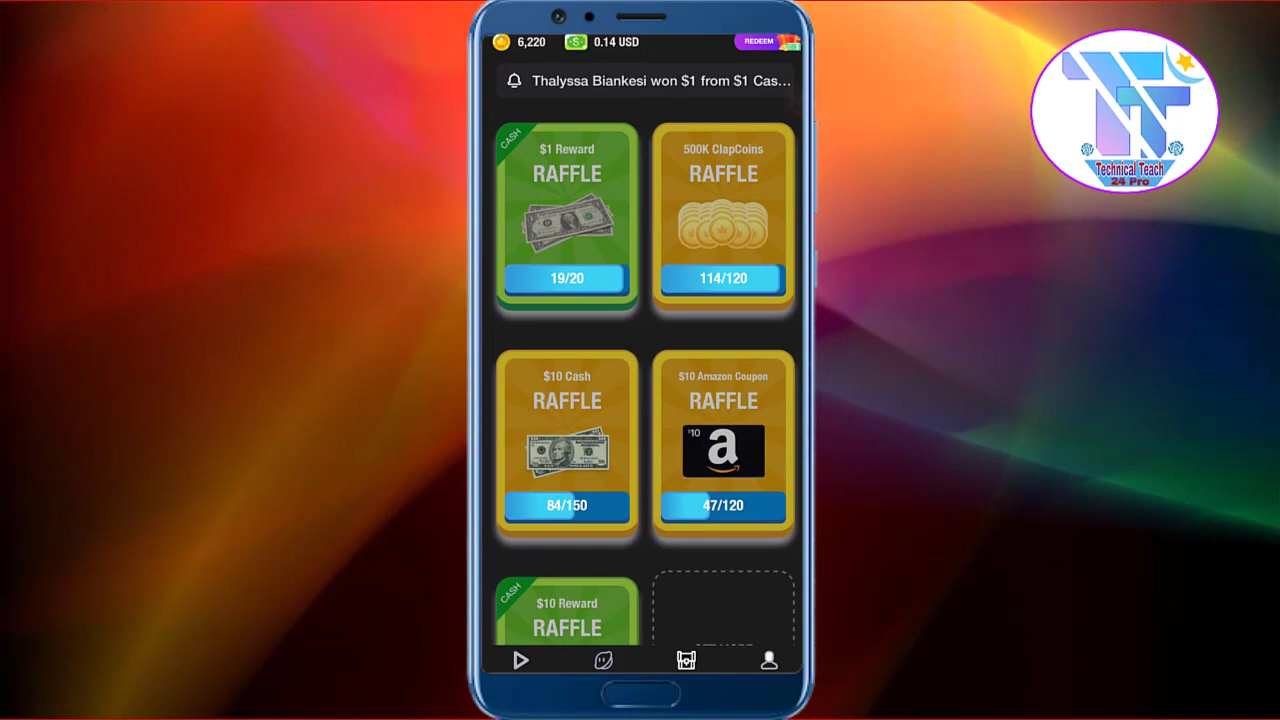 6,220
0.14 USD
REDEEM
Thalyssa Biankesi won $1 from $1 Cas...
CASH
$1 Reward
RAFFLE
19/20
500K ClapCoins
RAFFLE
114/120
$10 Cash
RAFFLE
84/150
$10 Amazon Coupon
RAFFLE
$10
a
47/120
CASH
$10 Reward
RAFFLE
TT
Technical Teach
24 Pro